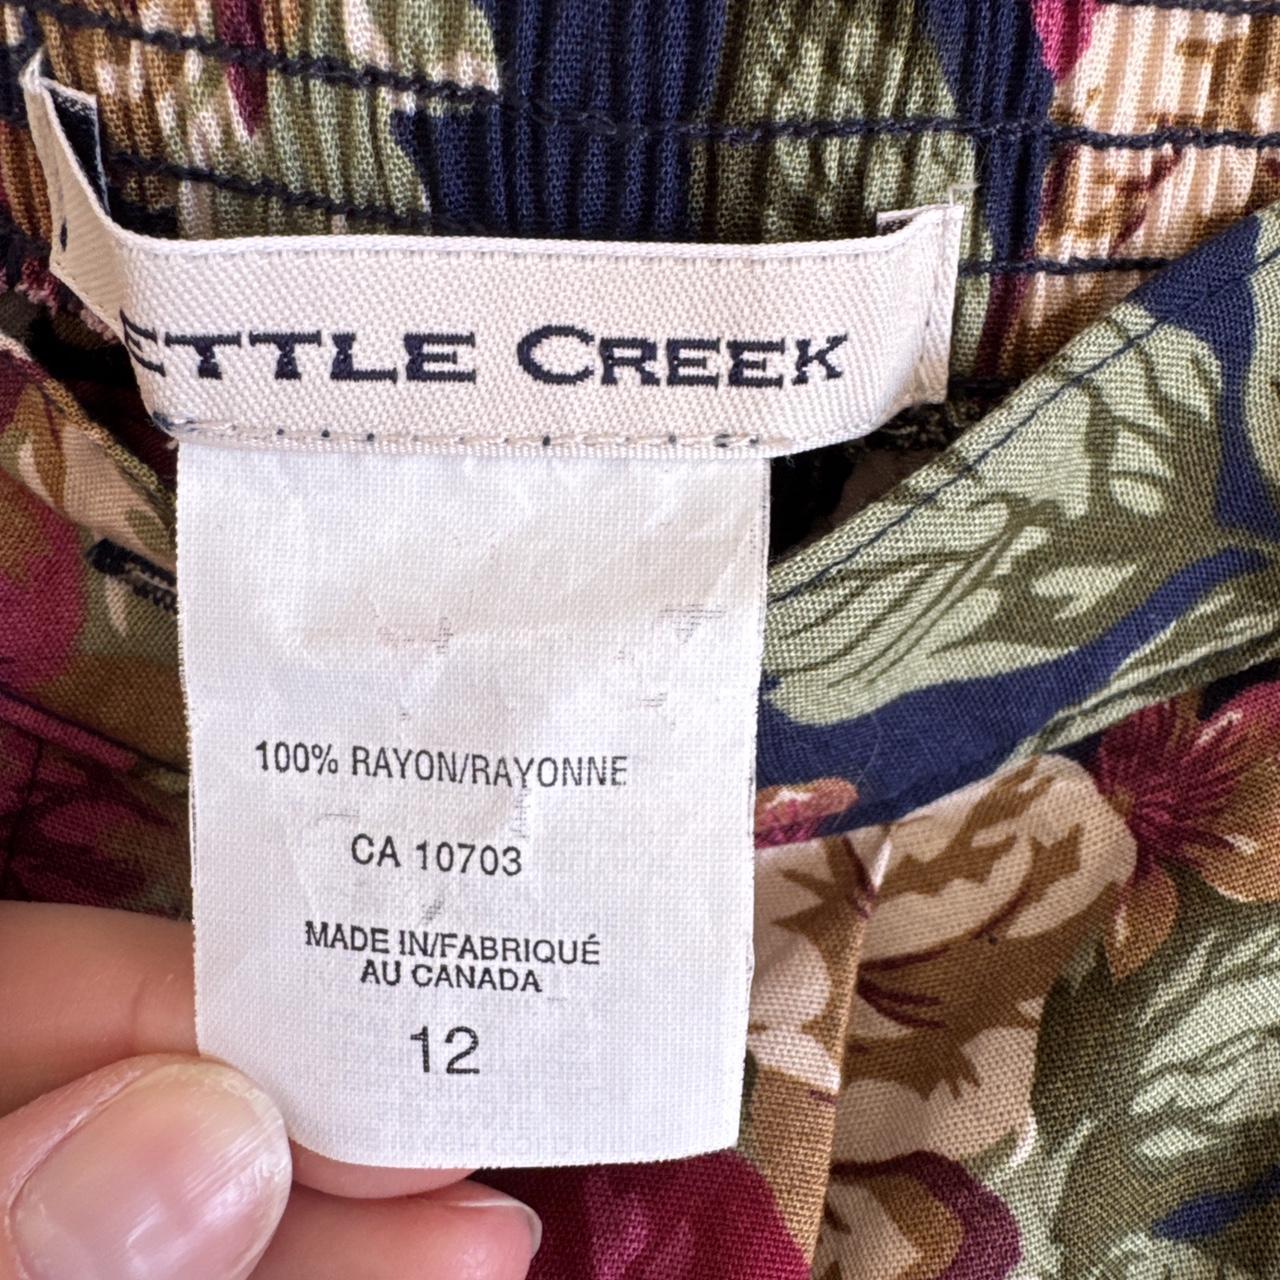 ETTLE CREEK
100% RAYON/RAYONNE
CA 10703
MADE IN/FABRIQUÉ
AU CANADA
12